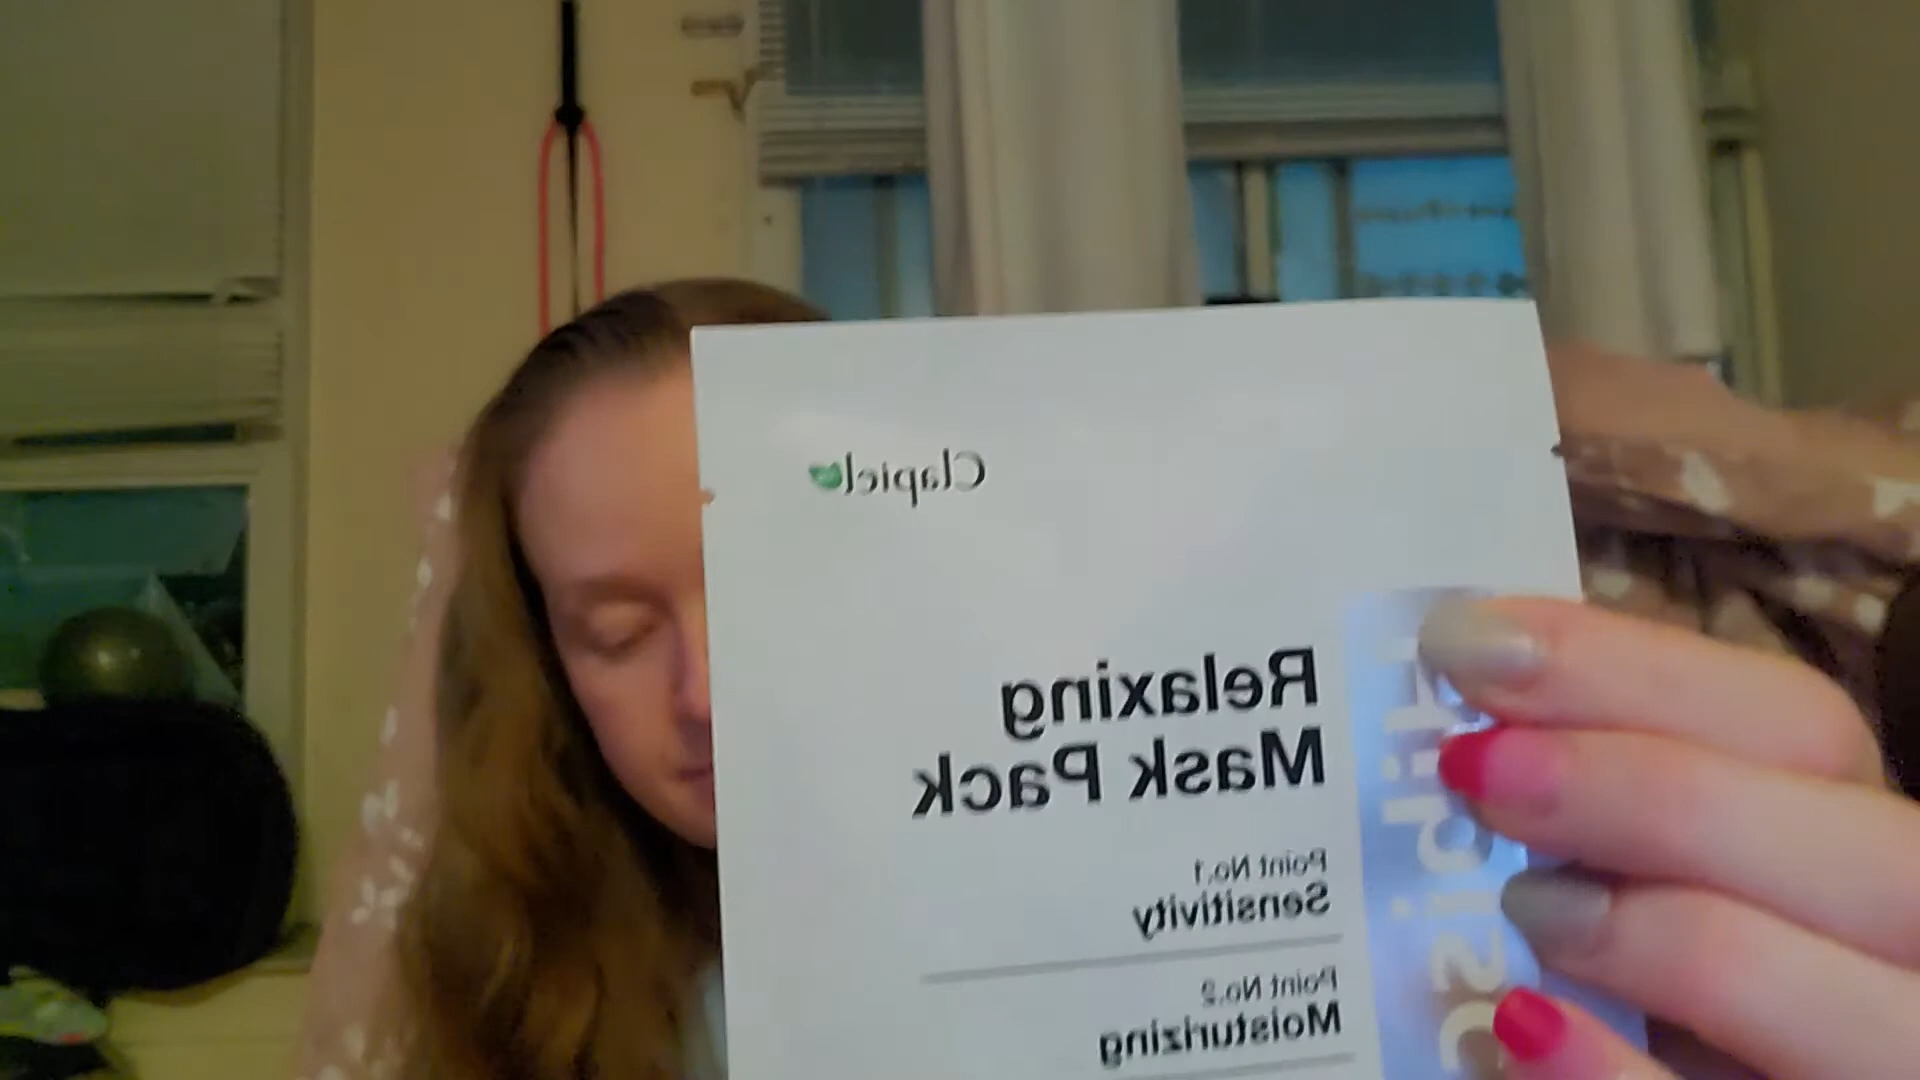 Clapiel
Relaxing
Mask Pack
Point No.1
Sensitivity
Point No.2
Moisturizing